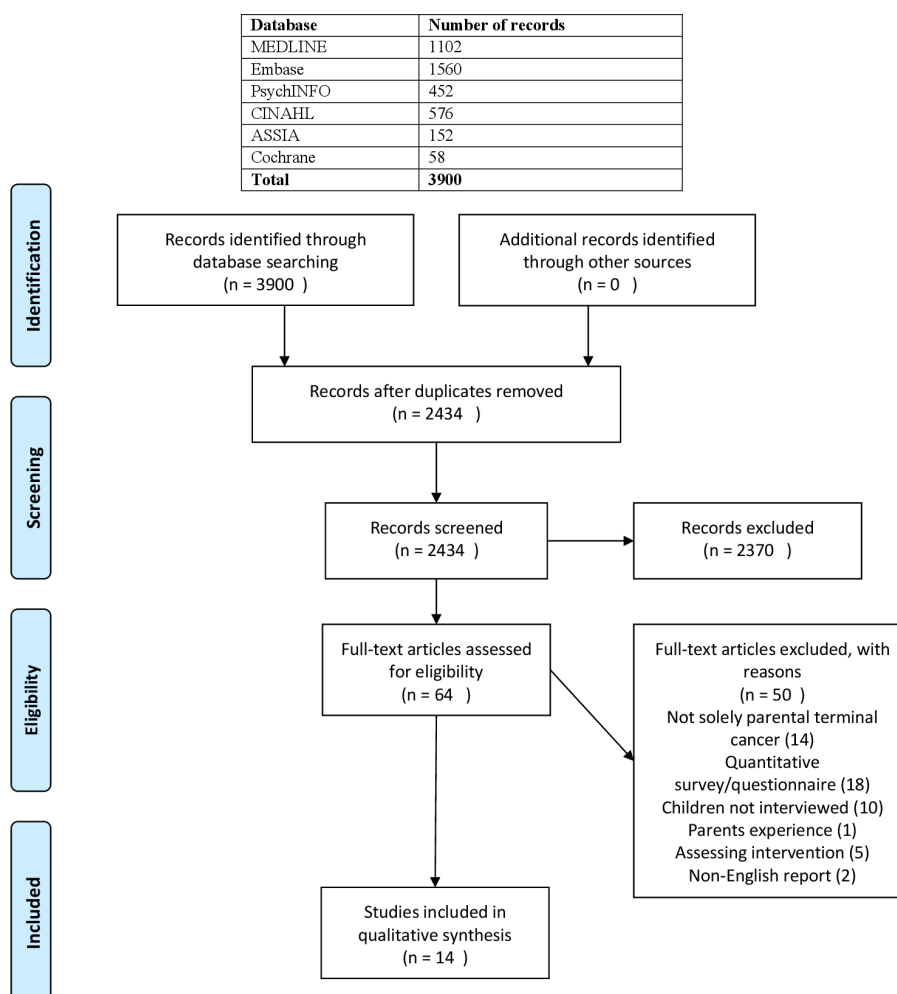 Database Number of records
MEDLINE 1102
Embase 1560
PsychINFO 452
CINAHL 576
ASSIA 152
Cochrane 58
Total 3900
Identification
Records identified through
database searching
(n = 3900 )
Additional records identified
through other sources
(n = 0 )
Records after duplicates removed
(n = 2434 )
Screening
Records screened
(n = 2434 )
Records excluded
(n = 2370 )
Eligibility
Full-text articles assessed
for eligibility
(n = 64 )
Full-text articles excluded, with
reasons
(n = 50 )
Not solely parental terminal
cancer (14)
Quantitative
survey/questionnaire (18)
Children not interviewed (10)
Parents experience (1)
Assessing intervention (5)
Non-English report (2)
Included
Studies included in
qualitative synthesis
(n = 14 )